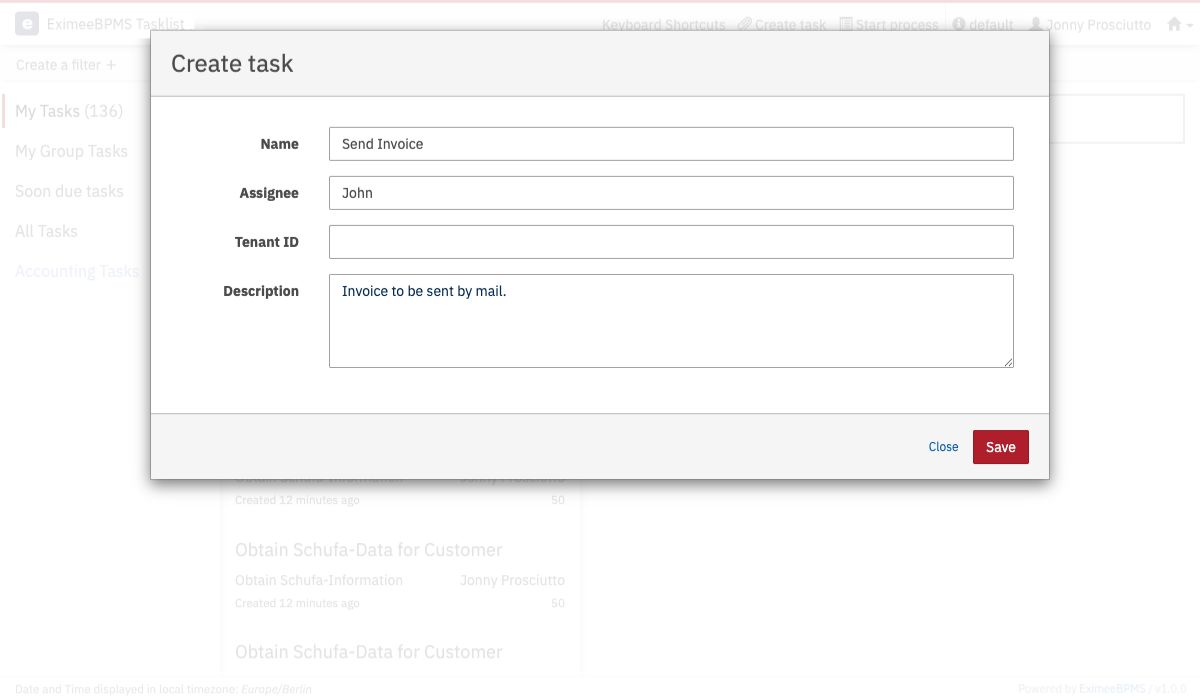 e EximeeBPMS Tasklist Keyboard Shortcuts Create task Start process default Jonny Prosciutto
Create a filter +
Create task
My Tasks (136)
My Group Tasks
Soon due tasks
All Tasks
Accounting Tasks
Name Send Invoice
Assignee John
Tenant ID
Description Invoice to be sent by mail.
Close Save
Obtain Schufa-Information Jonny Prosciutto
Created 12 minutes ago 50
Obtain Schufa-Data for Customer
Obtain Schufa-Information Jonny Prosciutto
Created 12 minutes ago 50
Obtain Schufa-Data for Customer
Date and Time displayed in local timezone: Europe/Berlin Powered by EximeeBPMS / v1.0.0